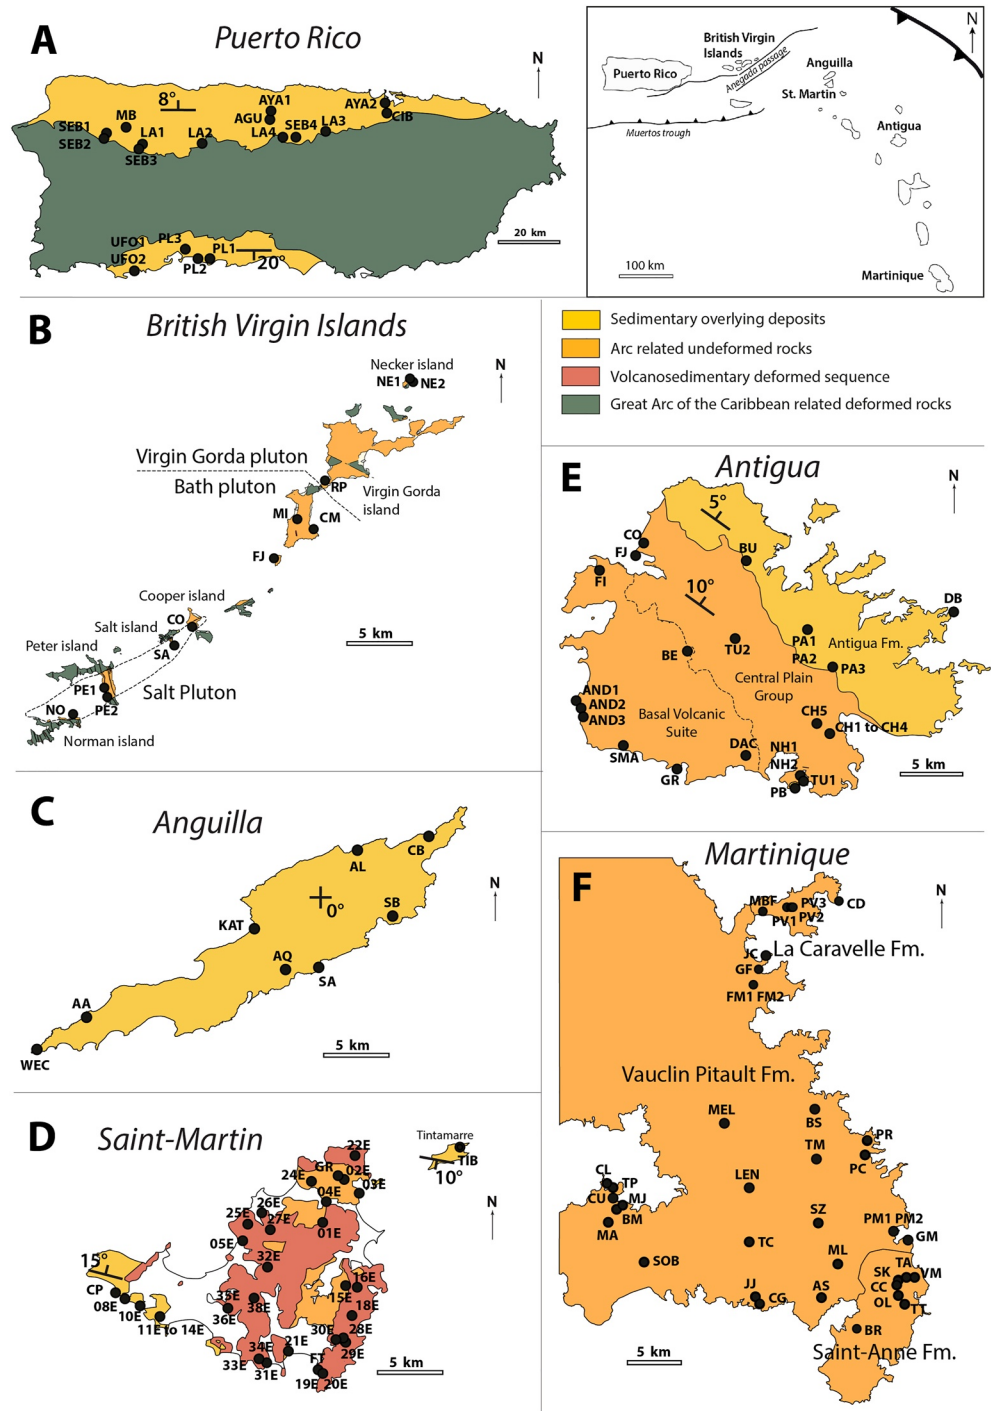 A
Puerto Rico
N
8°
AYA1
AYA2
MB
AGU
CIB
SEB1
LA1
LA2
LA4
SEB4
LA3
SEB2
SEB3
UFO1
PL3
PL1
UFO2
PL2
20°
20 km
British Virgin
Islands
N
Anegada passage
Puerto Rico
Anguilla
St. Martin
Muertos trough
Antigua
100 km
Martinique
Sedimentary overlying deposits
Arc related undeformed rocks
Volcanosedimentary deformed sequence
Great Arc of the Caribbean related deformed rocks
B
British Virgin Islands
Necker island
N
NE1
NE2
Virgin Gorda pluton
Bath pluton
RP
Virgin Gorda
island
MI
CM
FJ
Cooper island
CO
Salt island
SA
5 km
Peter island
PE1
Salt Pluton
NO
PE2
Norman island
C
Anguilla
CB
AL
N
0°
SB
KAT
AQ
SA
AA
5 km
WEC
D
Saint-Martin
22E
Tintamarre
TIB
10°
GR
02E
24E
03E
04E
N
26E
25E
27E
01E
05E
15°
32E
16E
CP
15E
08E
35E
38E
18E
10E
36E
11E to 14E
30E
28E
29E
34E
21E
33E
31E
FT
19E
20E
5 km
E
Antigua
N
5°
CO
BU
FJ
FI
10°
DB
PA1
Antigua Fm.
TU2
BE
PA2
PA3
Central Plain
Group
AND1
AND2
AND3
Basal Volcanic
Suite
CH5
CH1 to CH4
SMA
DAC
NH1
NH2
GR
TU1
PB
5 km
Martinique
F
N
MBF
PV3
CD
PV1
PV2
JC
La Caravelle Fm.
GF
FM1 FM2
Vauclin Pitault Fm.
MEL
BS
PR
TM
PC
CL
TP
LEN
CU
MJ
BM
SZ
PM1 PM2
MA
GM
TC
ML
SOB
TA
SK
VM
CC
JJ
AS
CG
OL
TT
BR
Saint-Anne Fm.
5 km